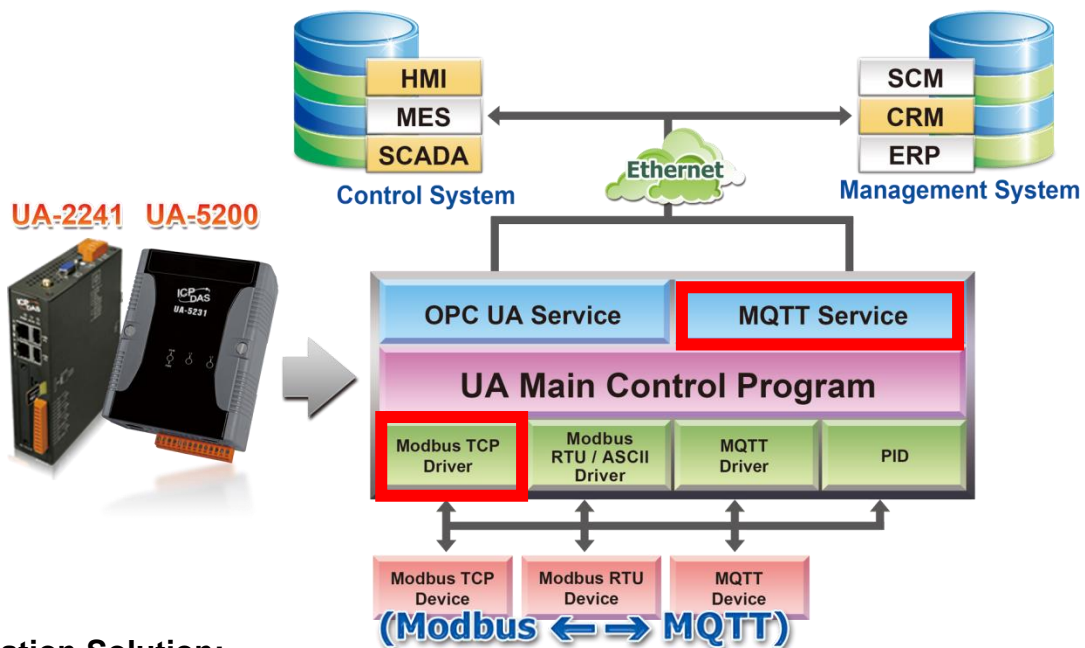 HMI
MES
SCADA
Control System
SCM
CRM
ERP
Management System
Ethernet
UA-2241 UA-5200
ICP DAS
ICP DAS
UA-5231
OPC UA Service
MQTT Service
UA Main Control Program
Modbus TCP
Driver
Modbus
RTU / ASCII
Driver
MQTT
Driver
PID
Modbus TCP
Device
Modbus RTU
Device
MQTT
Device
(Modbus ←→ MQTT)